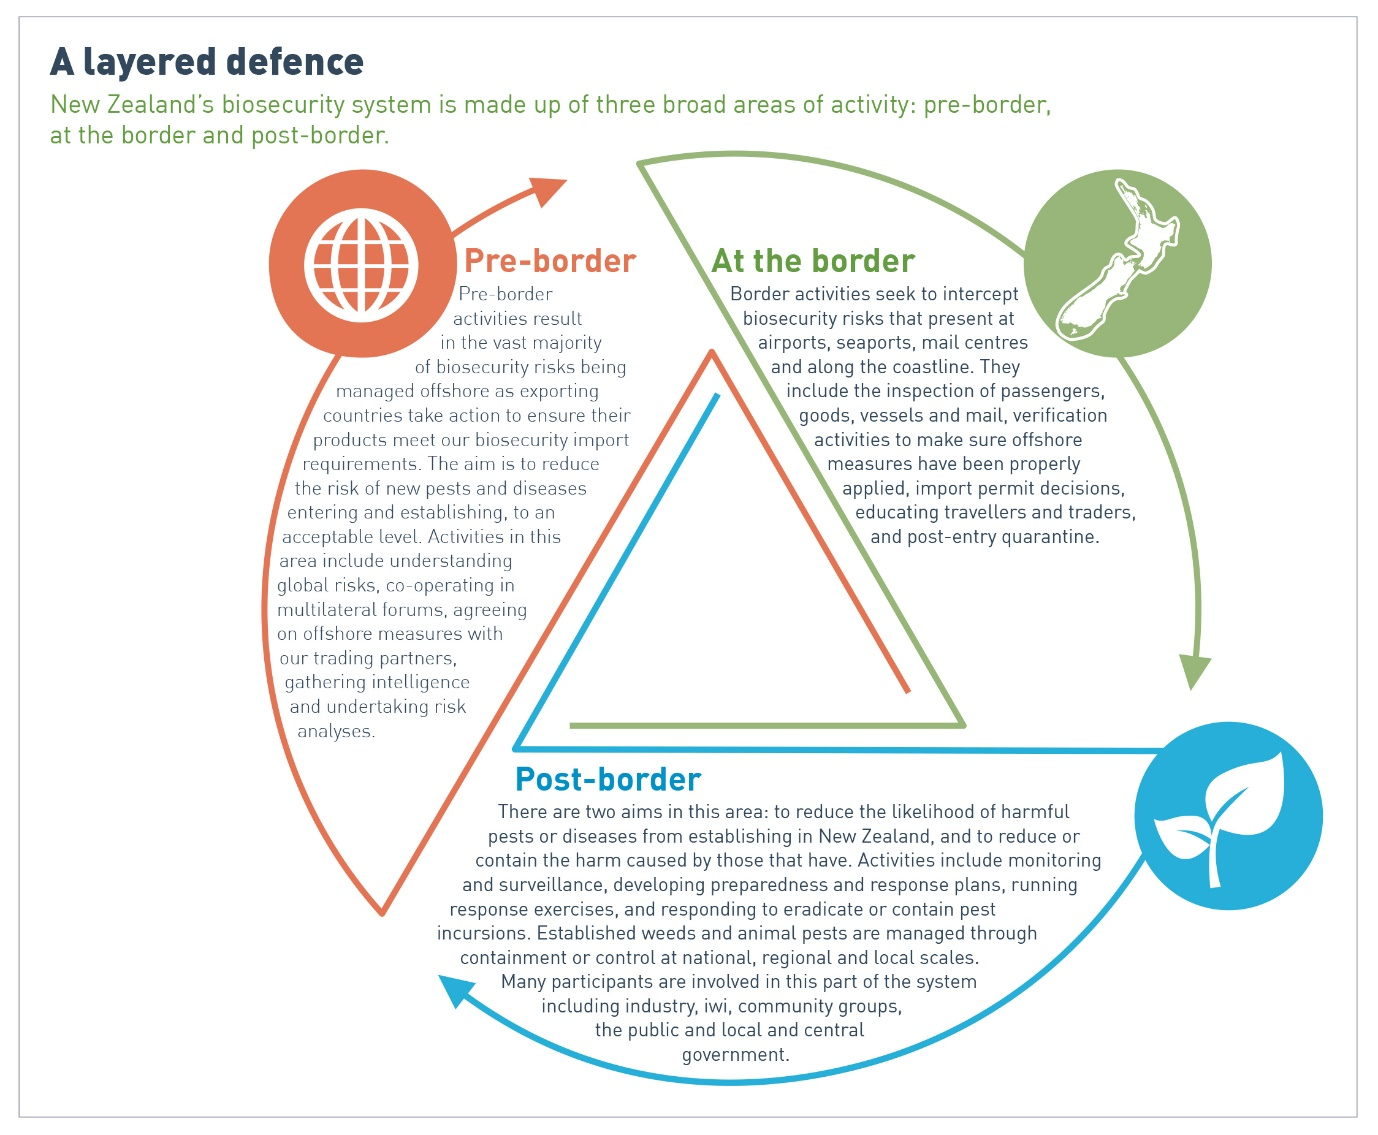 A layered defence
New Zealand's biosecurity system is made up of three broad areas of activity: pre-border,
at the border and post-border.
Pre-border
Pre-border
activities result
in the vast majority
of biosecurity risks being
managed offshore as exporting
countries take action to ensure their
products meet our biosecurity import
requirements. The aim is to reduce
the risk of new pests and diseases
entering and establishing, to an
acceptable level. Activities in this
area include understanding
global risks, co-operating in
multilateral forums, agreeing
on offshore measures with
our trading partners,
gathering intelligence
and undertaking risk
analyses.
At the border
Border activities seek to intercept
biosecurity risks that present at
airports, seaports, mail centres
and along the coastline. They
include the inspection of passengers,
goods, vessels and mail, verification
activities to make sure offshore
measures have been properly
applied, import permit decisions,
educating travellers and traders,
and post-entry quarantine.
Post-border
There are two aims in this area: to reduce the likelihood of harmful
pests or diseases from establishing in New Zealand, and to reduce or
contain the harm caused by those that have. Activities include monitoring
and surveillance, developing preparedness and response plans, running
response exercises, and responding to eradicate or contain pest
incursions. Established weeds and animal pests are managed through
containment or control at national, regional and local scales.
Many participants are involved in this part of the system
including industry, iwi, community groups,
the public and local and central
government.